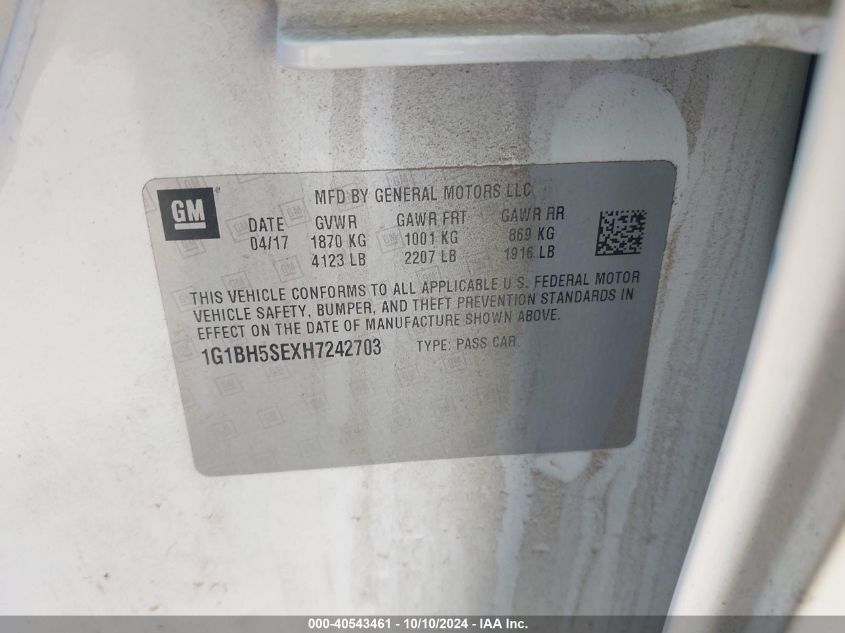 GM
MFD BY GENERAL MOTORS LLC
DATE GVWR GAWR FRT GAWR RR
04/17 1870 KG 1001 KG 869 KG
4123 LB 2207 LB 1916 LB
THIS VEHICLE CONFORMS TO ALL APPLICABLE U.S. FEDERAL MOTOR
VEHICLE SAFETY, BUMPER, AND THEFT PREVENTION STANDARDS IN
EFFECT ON THE DATE OF MANUFACTURE SHOWN ABOVE.
1G1BH5SEXH7242703 TYPE: PASS CAR
000-40543461 - 10/10/2024 - IAA Inc.